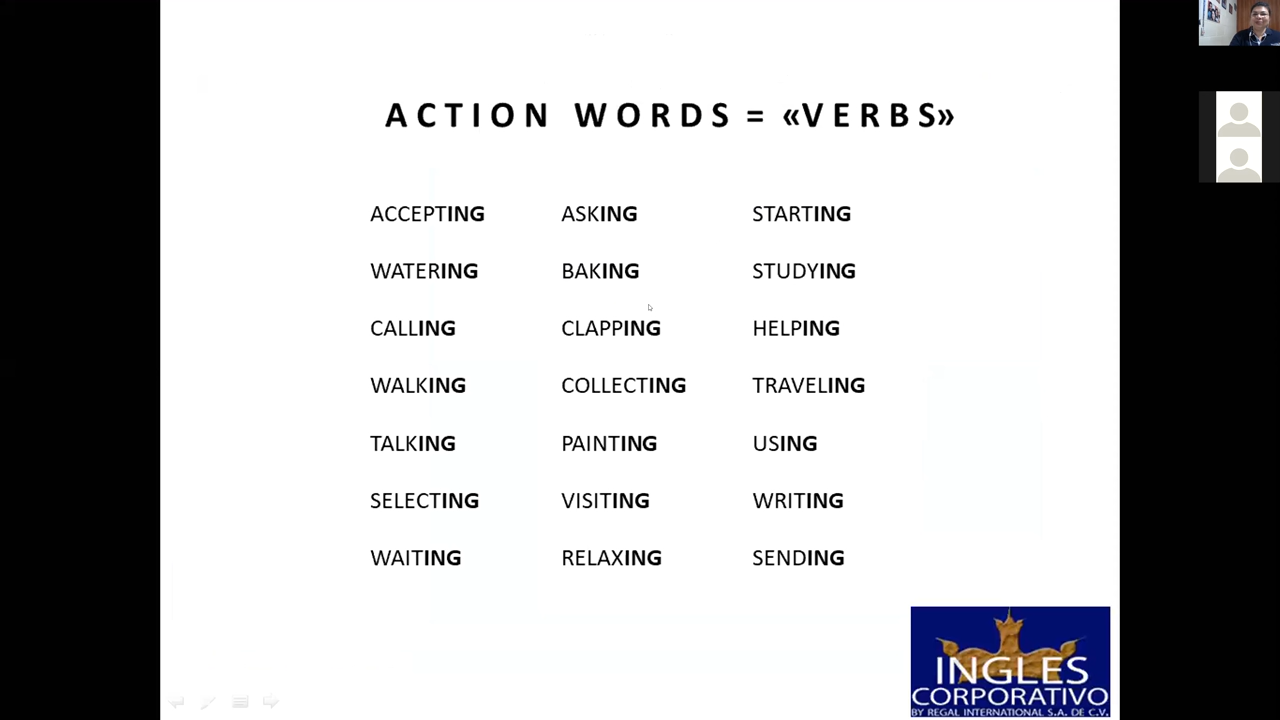 ACTION WORDS = «VERBS»
ACCEPTING ASKING STARTING
WATERING BAKING STUDYING
CALLING CLAPPING HELPING
WALKING COLLECTING TRAVELING
TALKING PAINTING USING
SELECTING VISITING WRITING
WAITING RELAXING SENDING
INGLES
CORPORATIVO
BY REGAL INTERNATIONAL S.A. DE C.V.